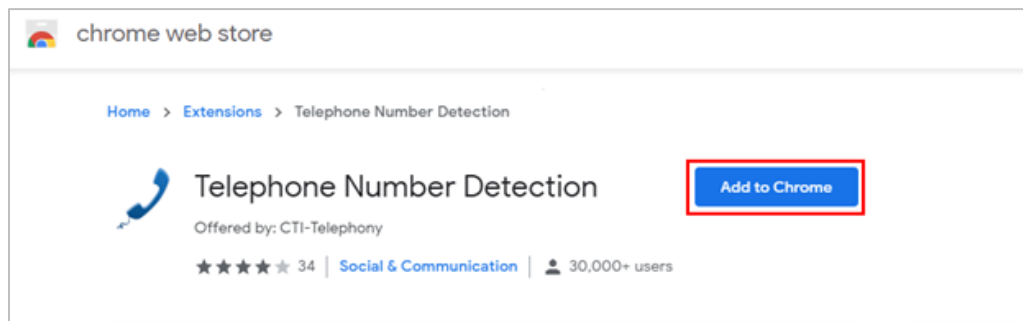 chrome web store
Home > Extensions > Telephone Number Detection
Telephone Number Detection
Add to Chrome
Offered by: CTI-Telephony
34 | Social & Communication | 30,000+ users